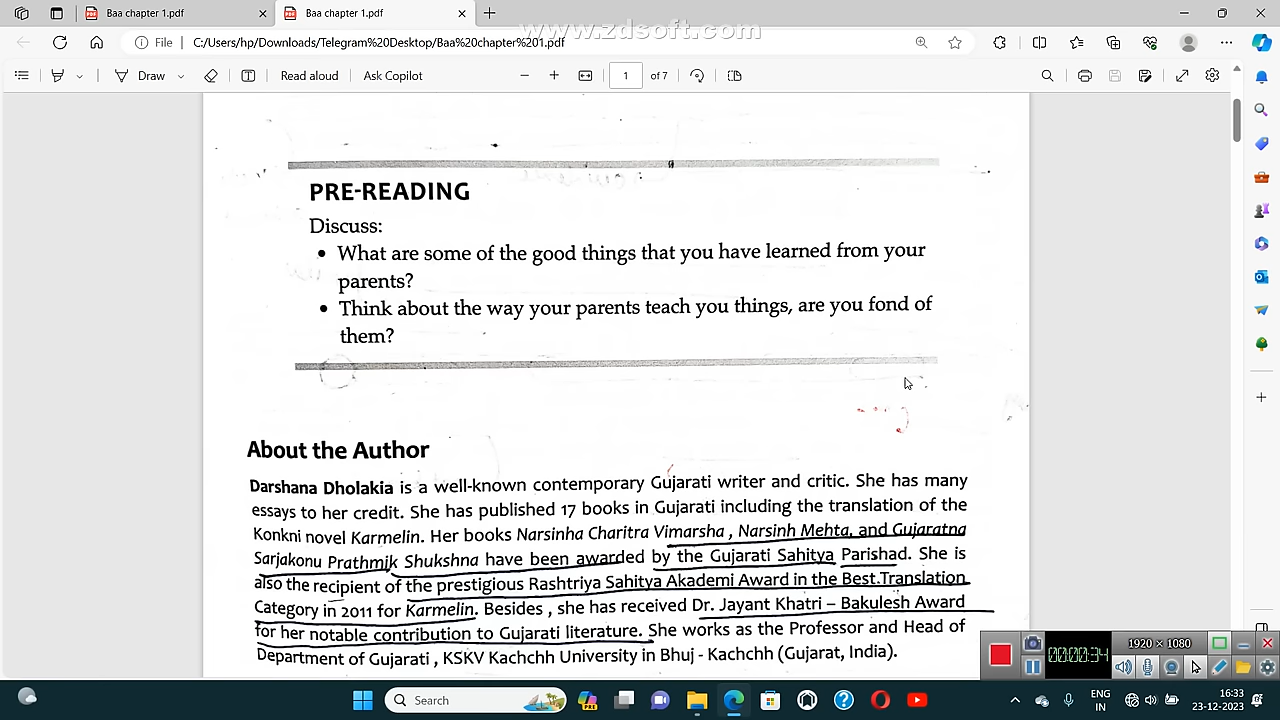 Baa chapter 1.pdf
Baa chapter 1.pdf
www.zdsoft.com
File
C:/Users/hp/Downloads/Telegram%20Desktop/Baa%20chapter%201.pdf
Draw
Read aloud
Ask Copilot
1
of 7
PRE-READING
Discuss:
• What are some of the good things that you have learned from your
parents?
• Think about the way your parents teach you things, are you fond of
them?
About the Author
Darshana Dholakia is a well-known contemporary Gujarati writer and critic. She has many
essays to her credit. She has published 17 books in Gujarati including the translation of the
Konkni novel Karmelin. Her books Narsinha Charitra Vimarsha , Narsinh Mehta, and Gujaratna
Sarjakonu Prathmik Shukshna have been awarded by the Gujarati Sahitya Parishad. She is
also the recipient of the prestigious Rashtriya Sahitya Akademi Award in the Best.Translation
Category in 2011 for Karmelin. Besides , she has received Dr. Jayant Khatri – Bakulesh Award
for her notable contribution to Gujarati literature. She works as the Professor and Head of
Department of Gujarati , KSKV Kachchh University in Bhuj - Kachchh (Gujarat, India).
1920 × 1080
00:00:34
Search
ENG
IN
16:33
23-12-2023